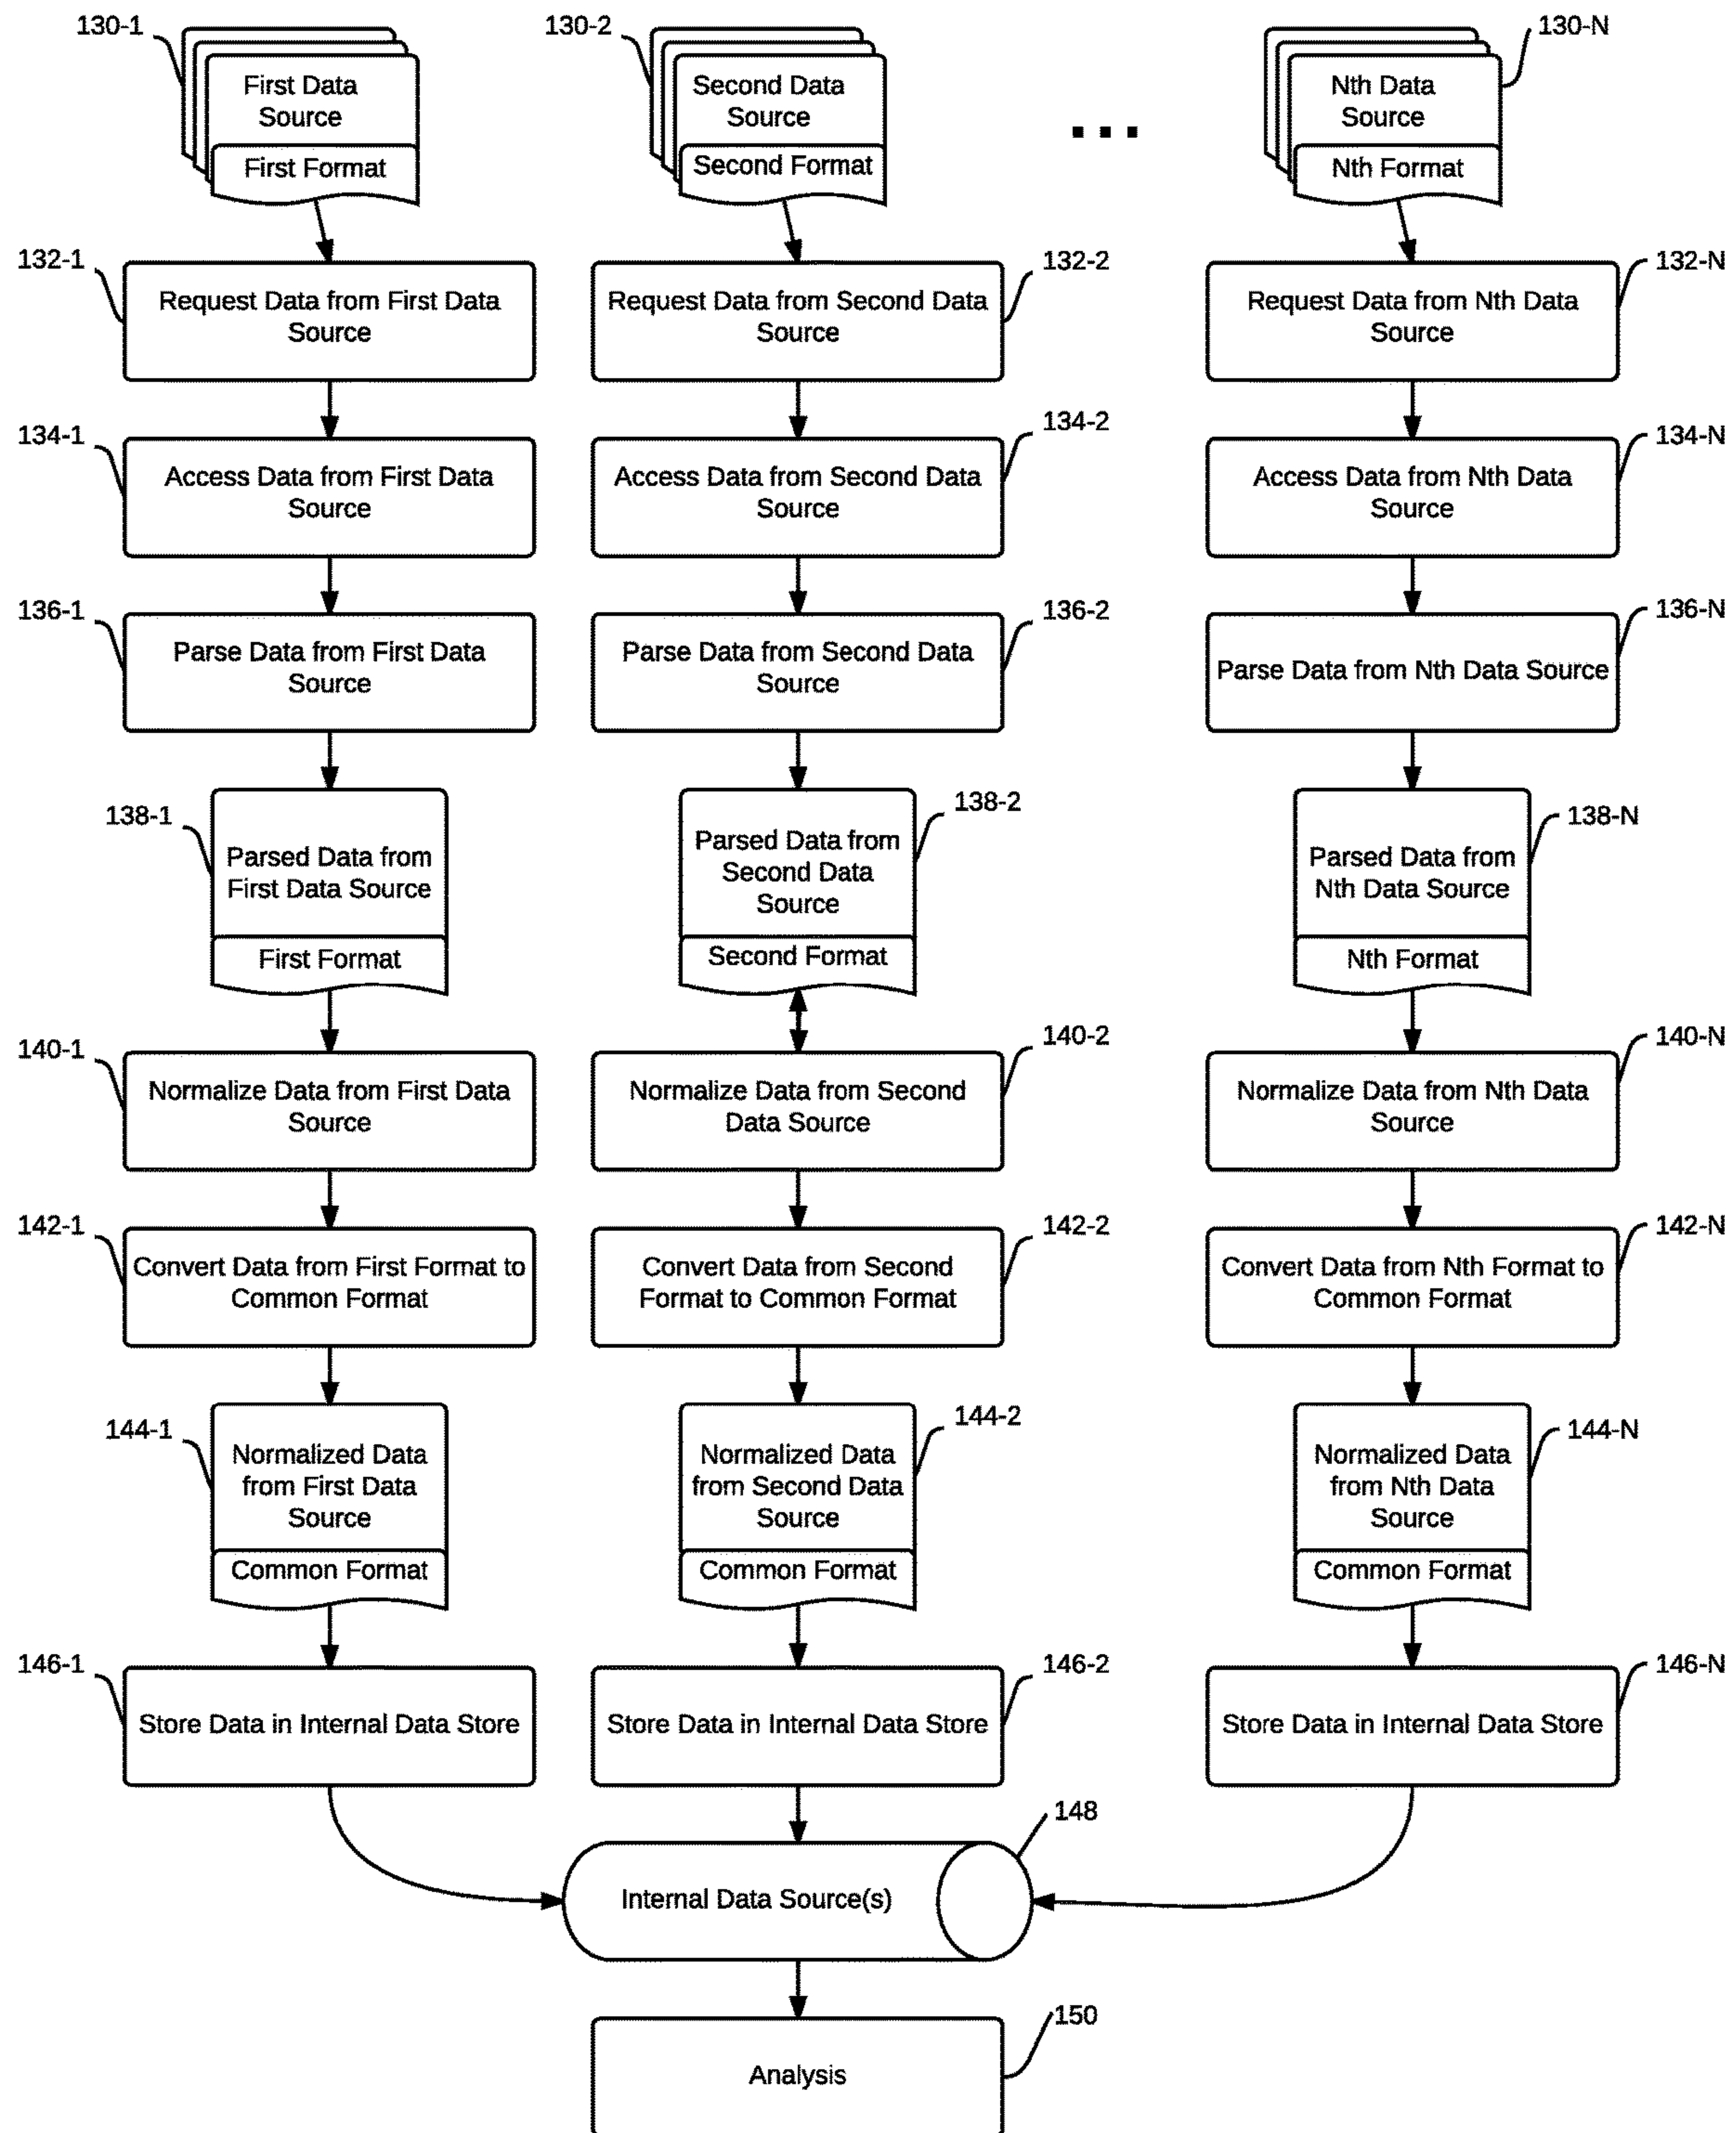 130-1
130-2
130-N
First Data
Source
First Format
Second Data
Source
Second Format
...
Nth Data
Source
Nth Format
132-1
Request Data from First Data
Source
132-2
Request Data from Second Data
Source
132-N
Request Data from Nth Data
Source
134-1
Access Data from First Data
Source
134-2
Access Data from Second Data
Source
134-N
Access Data from Nth Data
Source
136-1
Parse Data from First Data
Source
136-2
Parse Data from Second Data
Source
136-N
Parse Data from Nth Data Source
138-1
Parsed Data from
First Data Source
First Format
138-2
Parsed Data from
Second Data
Source
Second Format
138-N
Parsed Data from
Nth Data Source
Nth Format
140-1
Normalize Data from First Data
Source
140-2
Normalize Data from Second
Data Source
140-N
Normalize Data from Nth Data
Source
142-1
Convert Data from First Format to
Common Format
142-2
Convert Data from Second
Format to Common Format
142-N
Convert Data from Nth Format to
Common Format
144-1
Normalized Data
from First Data
Source
Common Format
144-2
Normalized Data
from Second Data
Source
Common Format
144-N
Normalized Data
from Nth Data
Source
Common Format
146-1
Store Data in Internal Data Store
146-2
Store Data in Internal Data Store
146-N
Store Data in Internal Data Store
148
Internal Data Source(s)
150
Analysis